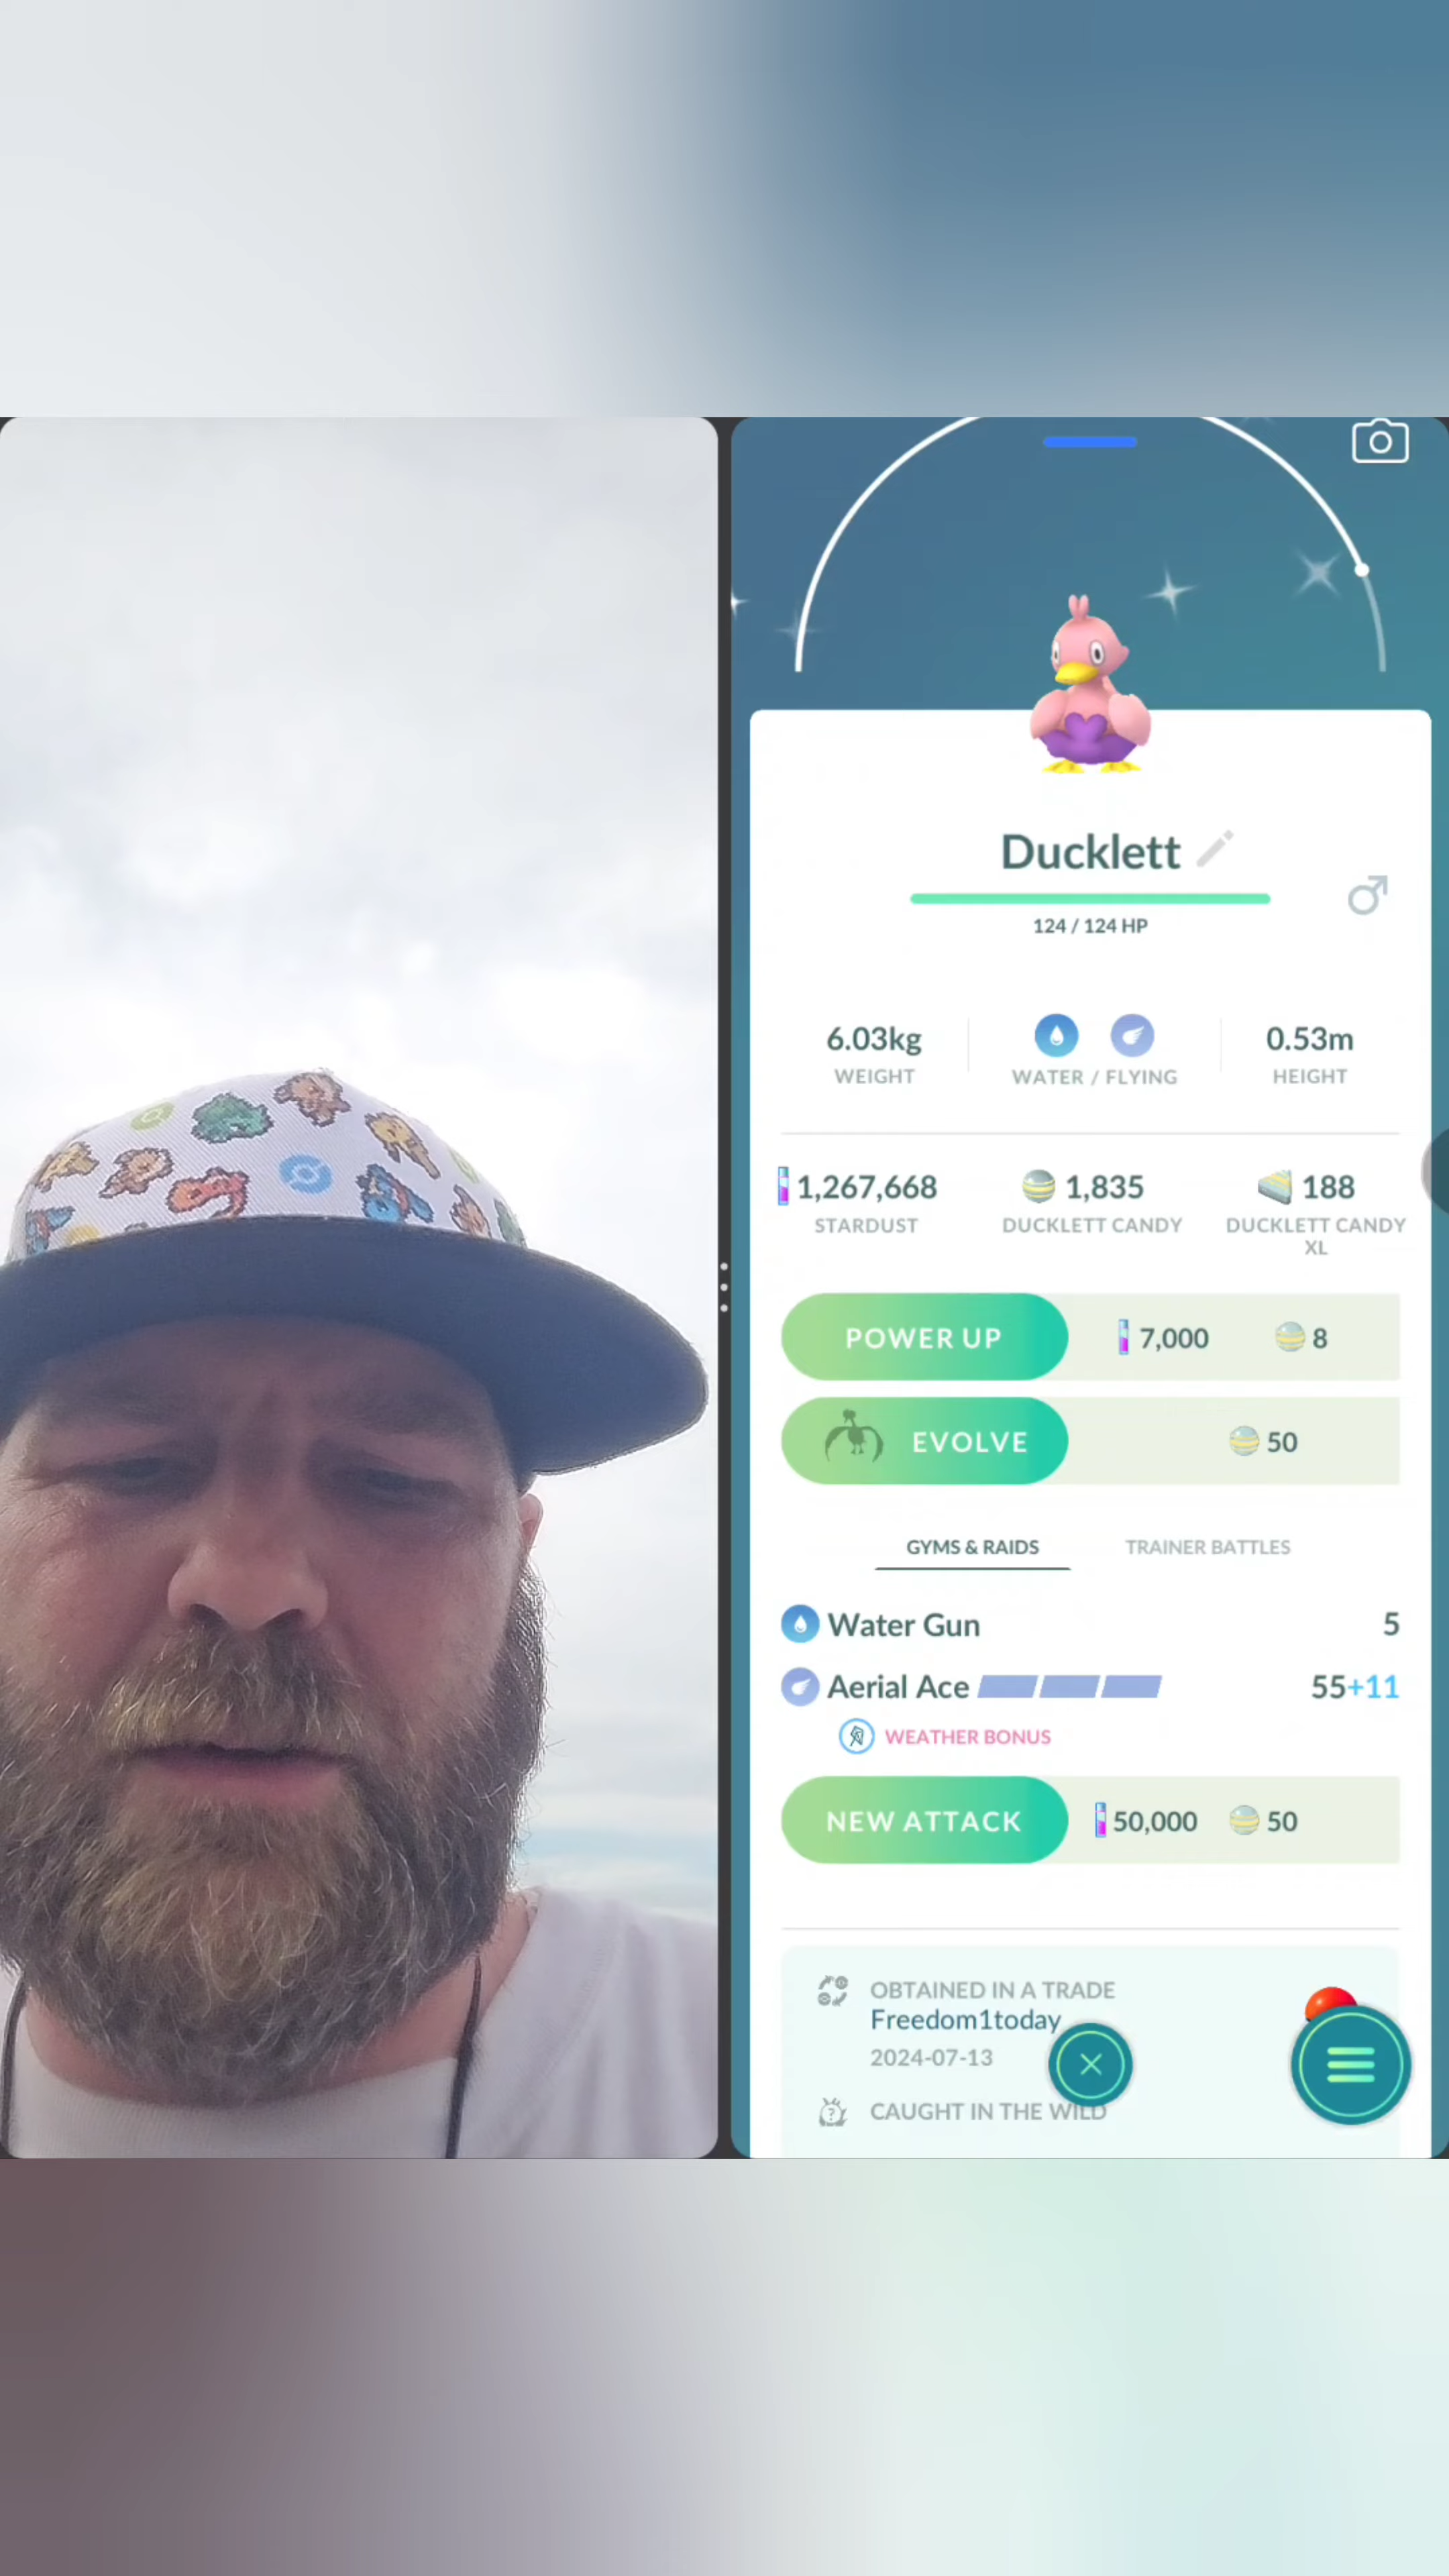 Ducklett
124 / 124 HP
6.03kg
WEIGHT
WATER / FLYING
0.53m
HEIGHT
1,267,668
STARDUST
1,835
DUCKLETT CANDY
188
DUCKLETT CANDY
XL
POWER UP 7,000 8
EVOLVE 50
GYMS & RAIDS TRAINER BATTLES
Water Gun 5
Aerial Ace 55+11
WEATHER BONUS
NEW ATTACK 50,000 50
OBTAINED IN A TRADE
Freedom1today
2024-07-13
CAUGHT IN THE WILD